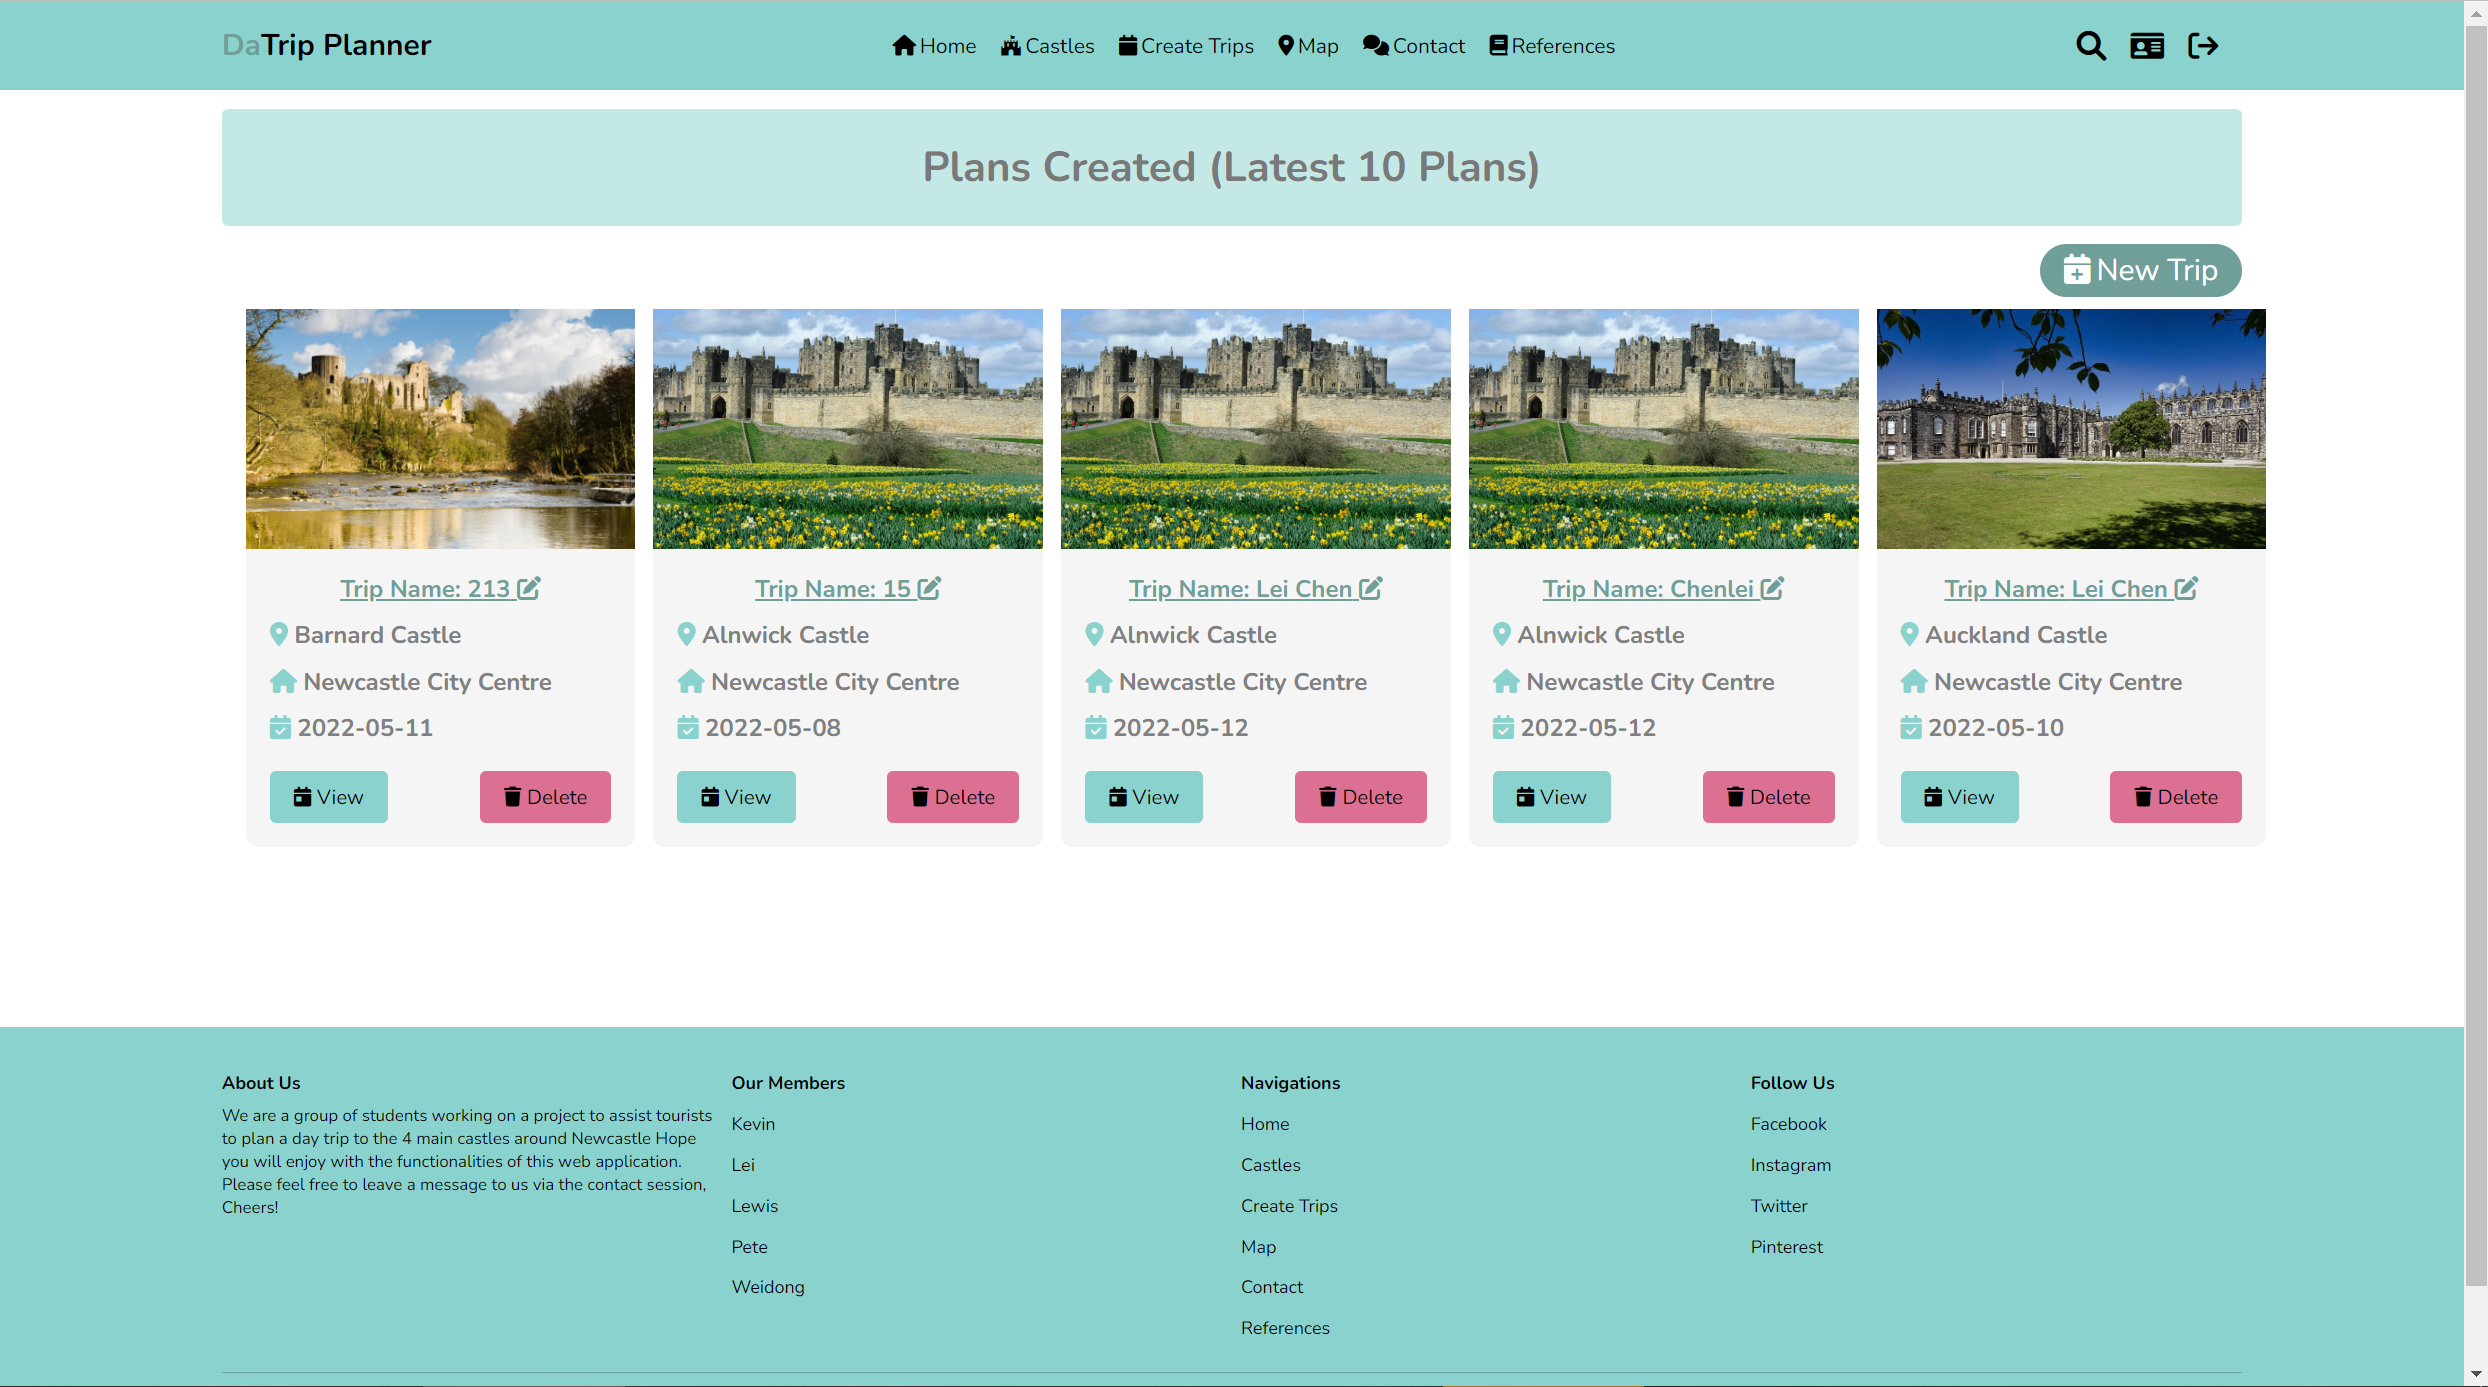 DaTrip Planner
Home Castles Create Trips Map Contact References
Plans Created (Latest 10 Plans)
New Trip
Trip Name: 213
Barnard Castle
Newcastle City Centre
2022-05-11
View Delete
Trip Name: 15
Alnwick Castle
Newcastle City Centre
2022-05-08
View Delete
Trip Name: Lei Chen
Alnwick Castle
Newcastle City Centre
2022-05-12
View Delete
Trip Name: Chenlei
Alnwick Castle
Newcastle City Centre
2022-05-12
View Delete
Trip Name: Lei Chen
Auckland Castle
Newcastle City Centre
2022-05-10
View Delete
About Us
We are a group of students working on a project to assist tourists
to plan a day trip to the 4 main castles around Newcastle Hope
you will enjoy with the functionalities of this web application.
Please feel free to leave a message to us via the contact session,
Cheers!
Our Members
Kevin
Lei
Lewis
Pete
Weidong
Navigations
Home
Castles
Create Trips
Map
Contact
References
Follow Us
Facebook
Instagram
Twitter
Pinterest